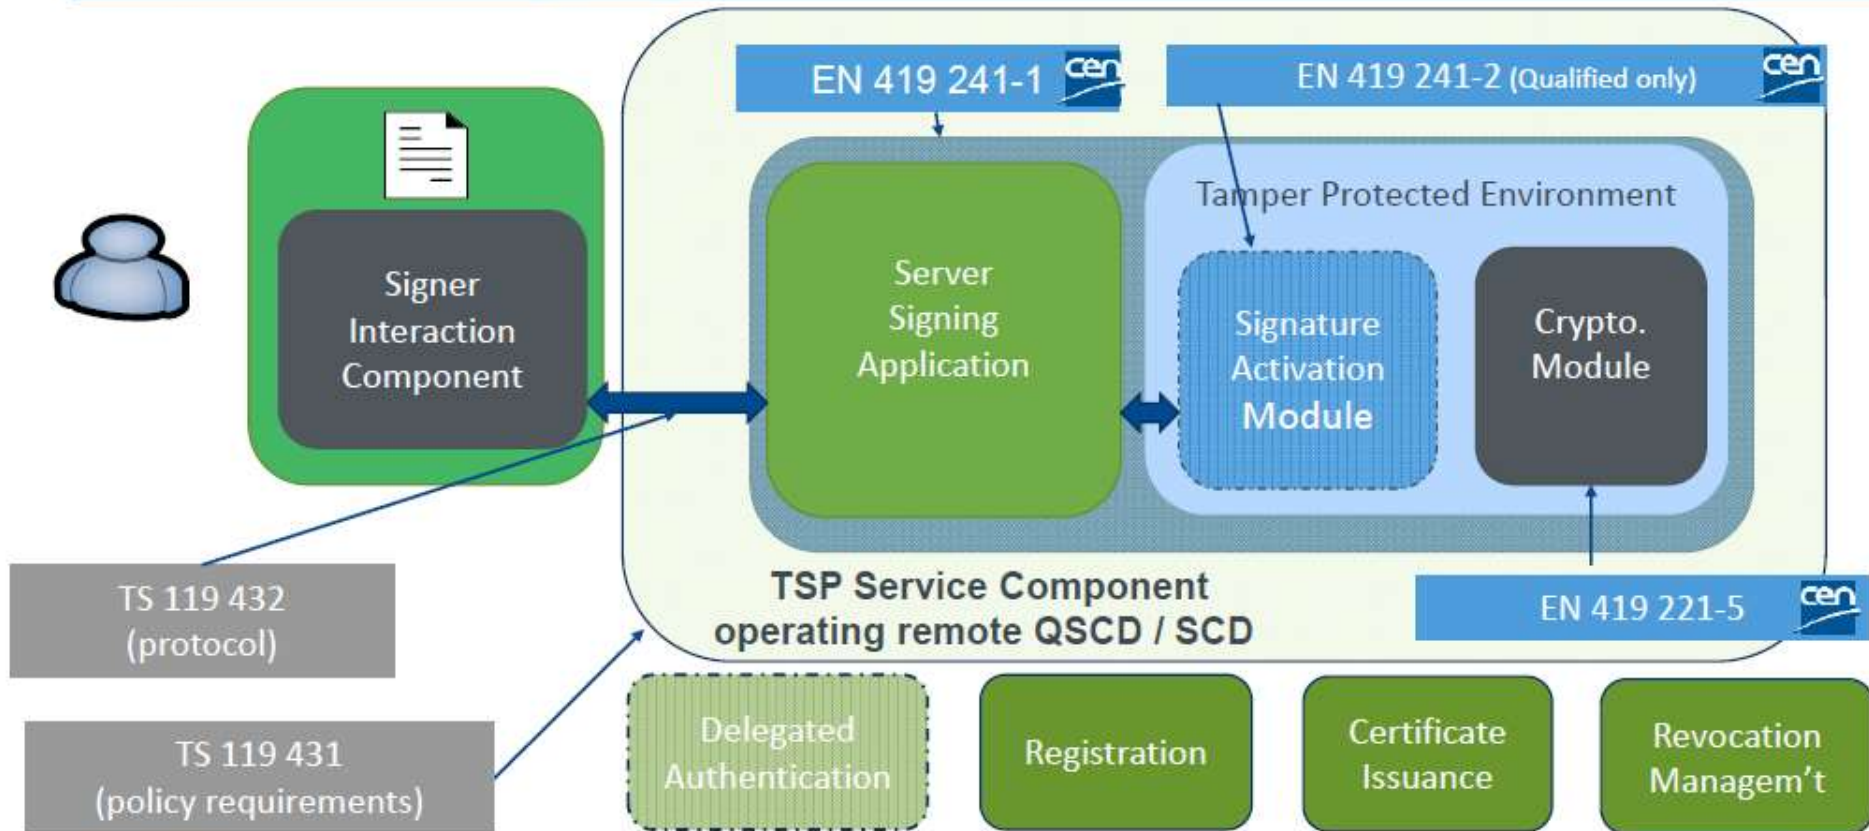 EN 419 241-1
cen
EN 419 241-2 (Qualified only)
cen
Tamper Protected Environment
Signer
Interaction
Component
Server
Signing
Application
Signature
Activation
Module
Crypto.
Module
TS 119 432
(protocol)
TSP Service Component
operating remote QSCD / SCD
EN 419 221-5
cen
TS 119 431
(policy requirements)
Delegated
Authentication
Registration
Certificate
Issuance
Revocation
Managem't